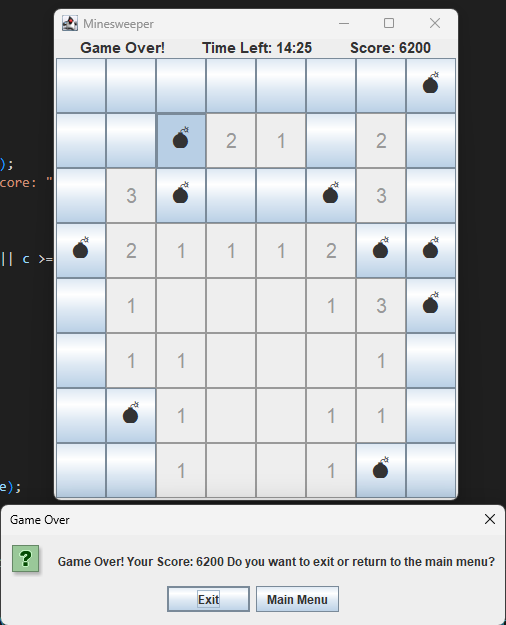 Minesweeper
Game Over! Time Left: 14:25 Score: 6200
2 1 2
);
core: "
3 3
|| c >=
2 1 1 1 2
1 1 3
1 1 1
1 1 1
e);
1 1
Game Over
? Game Over! Your Score: 6200 Do you want to exit or return to the main menu?
Exit Main Menu